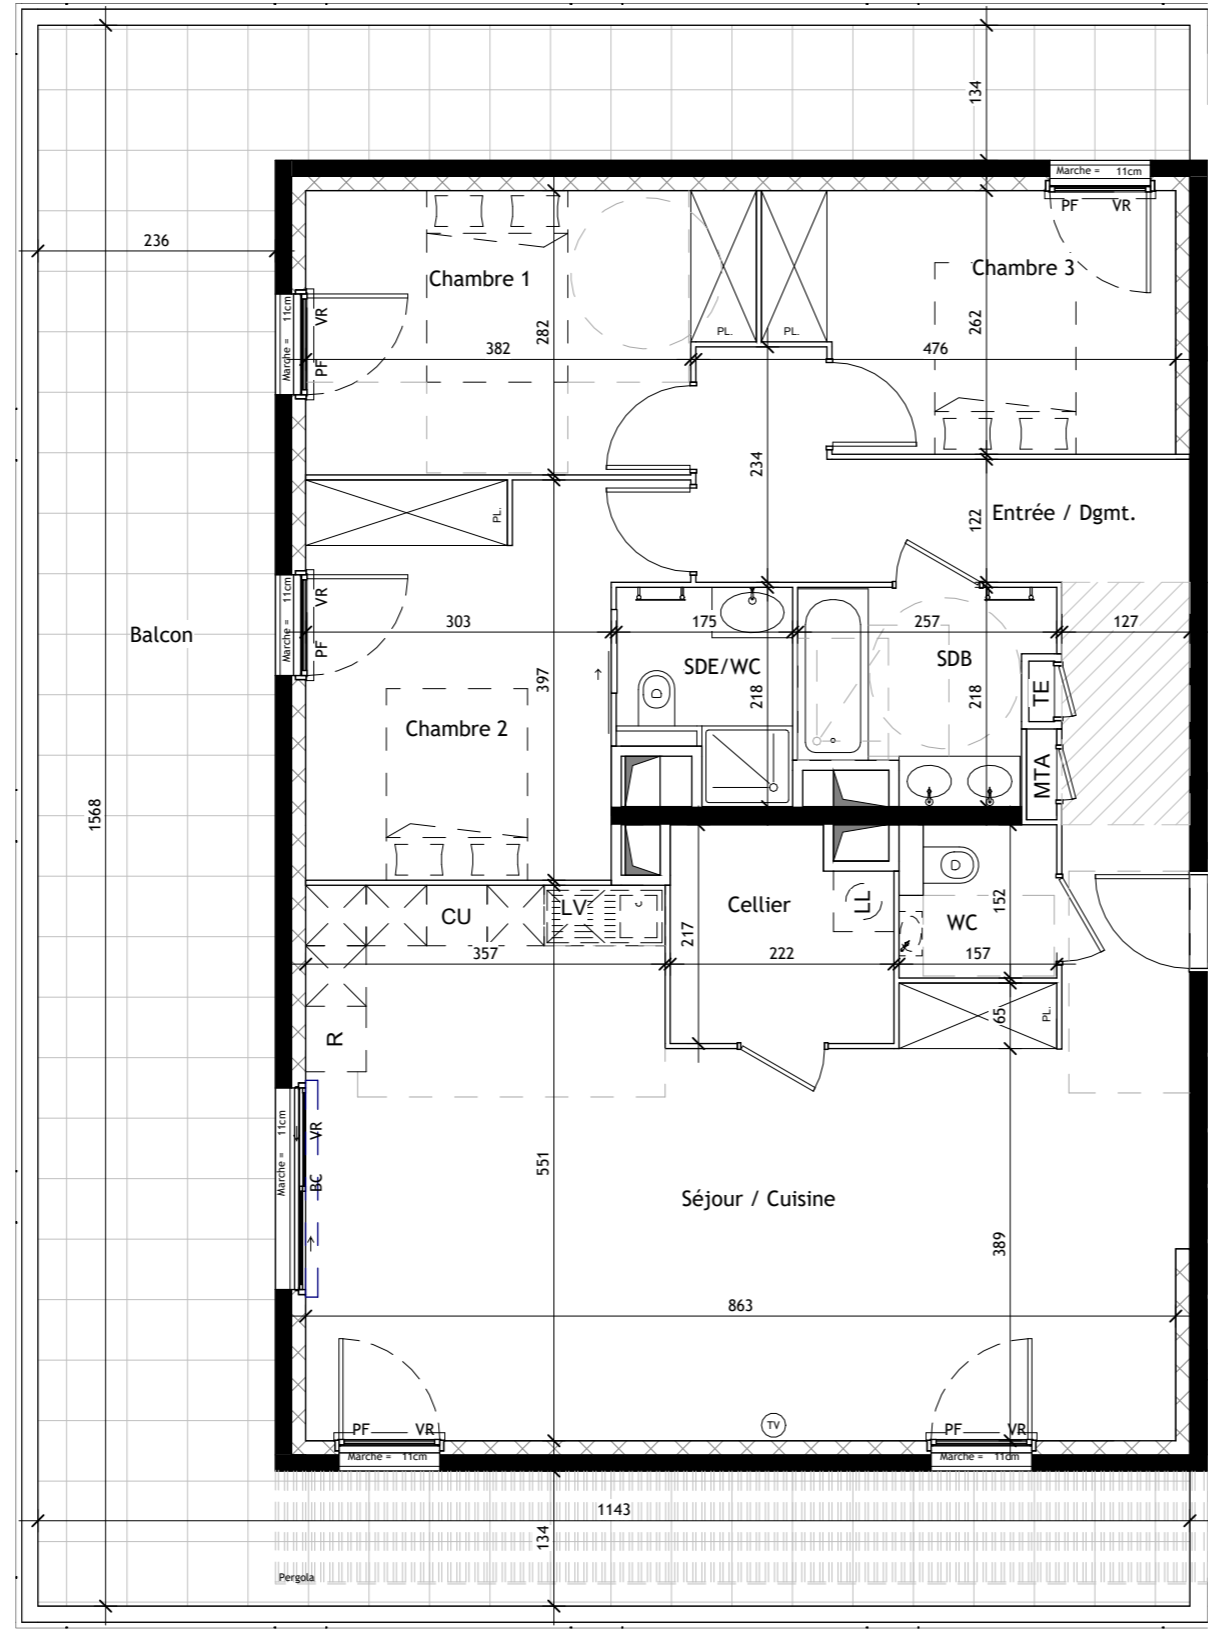 134
Marche = 11cm
PF VR
236
Chambre 1
Chambre 3
Marche = 11cm
VR
PF
282
262
PL.
PL.
382
476
234
PL.
122
Entrée / Dgmt.
Marche = 11cm
VR
PF
Balcon
303
175
257
127
SDE/WC
SDB
397
218
218
TE
Chambre 2
MTA
1568
CU
LV
Cellier
LL
WC
152
217
357
222
157
65
PL.
R
Marche = 11cm
VR
BC
551
Séjour / Cuisine
389
863
TV
PF VR
Marche = 11cm
PF VR
Marche = 11cm
1143
134
Pergola